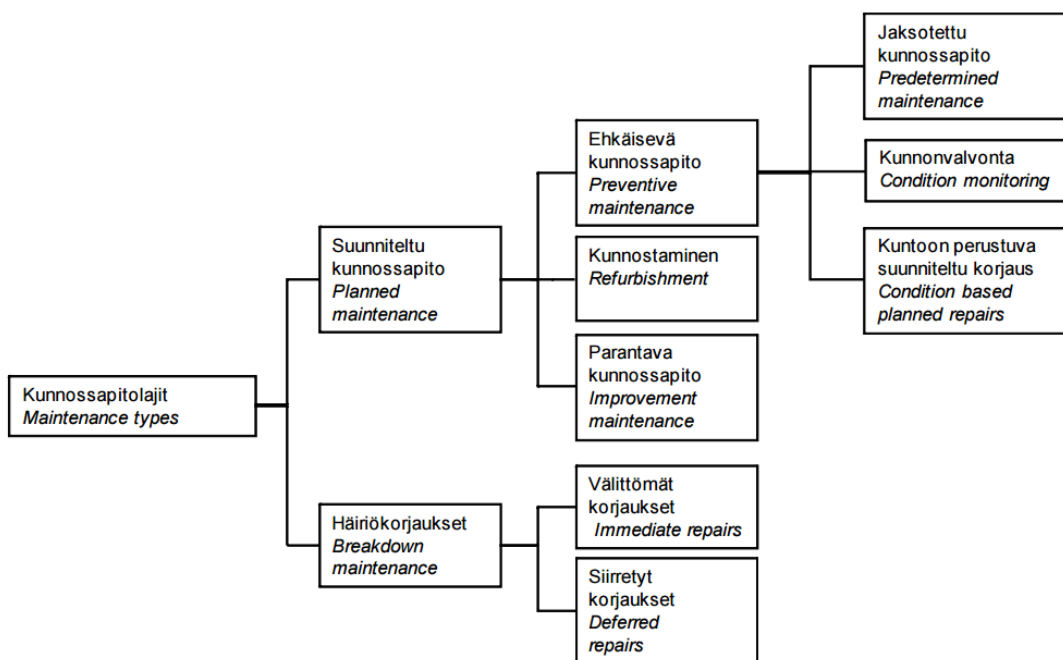 Kunnossapitolajit
Maintenance types
Suunniteltu
kunnossapito
Planned
maintenance
Häiriökorjaukset
Breakdown
maintenance
Ehkäisevä
kunnossapito
Preventive
maintenance
Kunnostaminen
Refurbishment
Parantava
kunnossapito
Improvement
maintenance
Välittömät
korjaukset
Immediate repairs
Siirretyt
korjaukset
Deferred
repairs
Jaksotettu
kunnossapito
Predetermined
maintenance
Kunnonvalvonta
Condition monitoring
Kuntoon perustuva
suunniteltu korjaus
Condition based
planned repairs